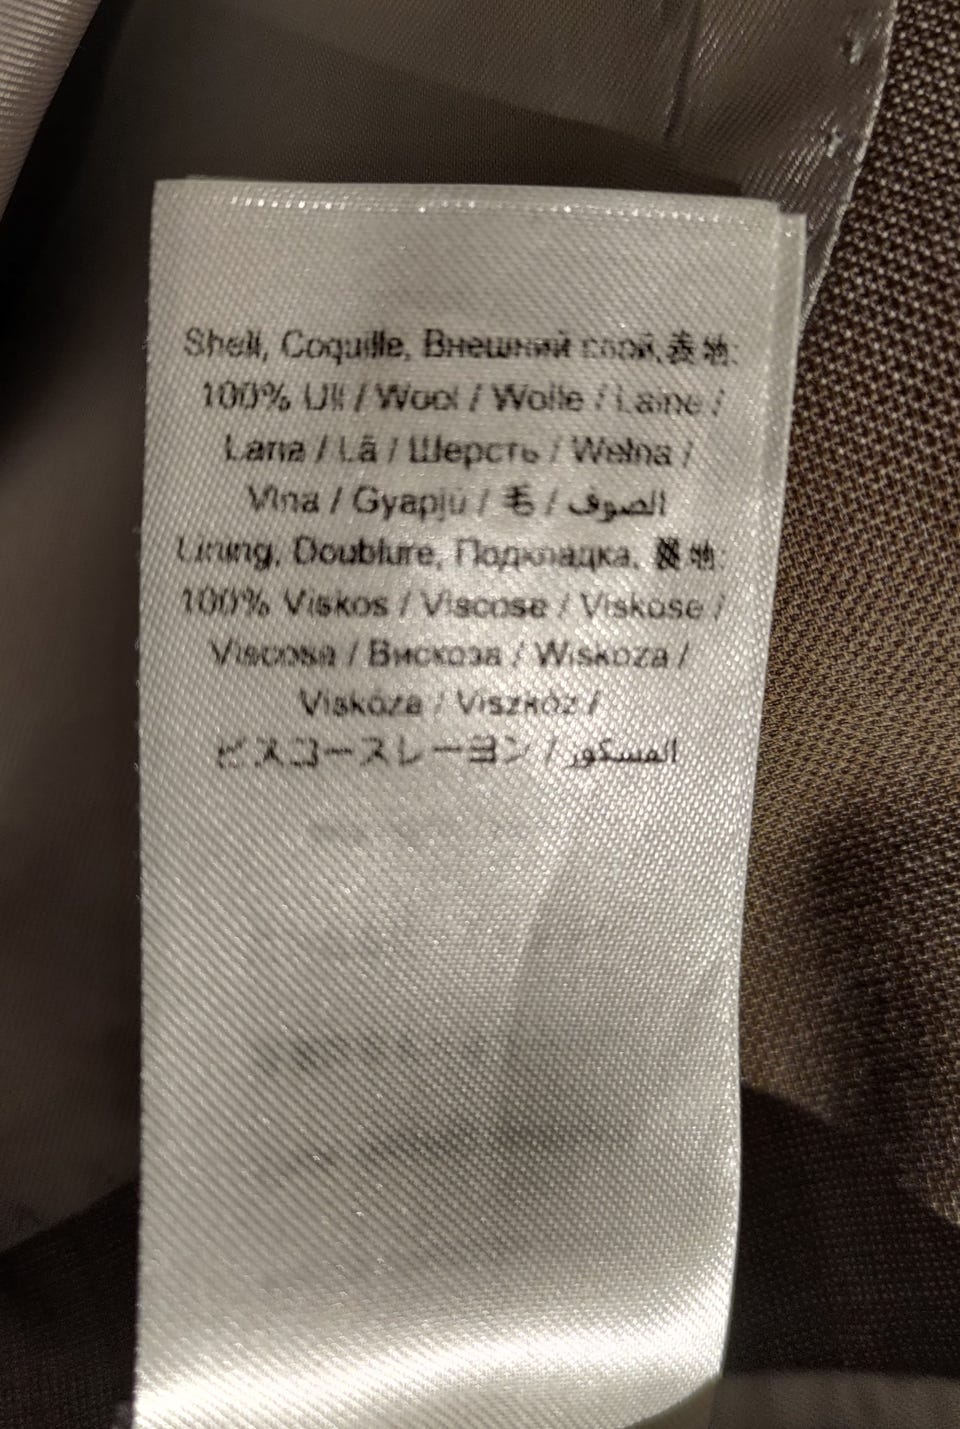 Shell, Coquille, Внешний слой, 表地:
100% Ull / Wool / Wolle / Laine /
Lana / Lã / Шерсть / Wełna /
Vlna / Gyapjú / 毛 / الصوف
Lining, Doublure, Подкладка, 裏地:
100% Viskos / Viscose / Viskose /
Viscosa / Вискоза / Wiskoza /
Viskóza / Viszkóz /
ビスコースレーヨン / الفسكوز